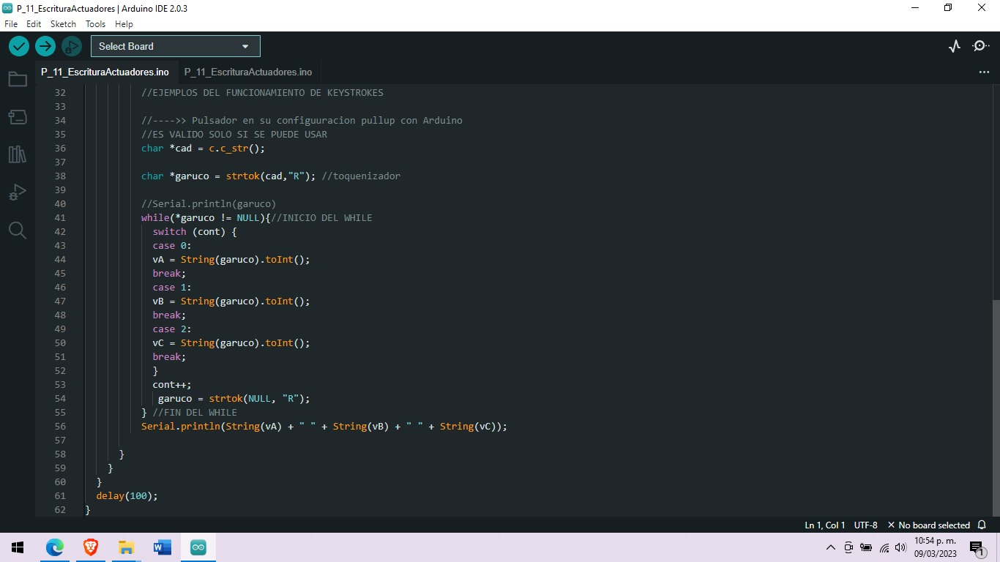 P_11_EscrituraActuadores | Arduino IDE 2.0.3
File Edit Sketch Tools Help
Select Board
P_11_EscrituraActuadores.ino P_11_EscrituraActuadores.ino
32 //EJEMPLOS DEL FUNCIONAMIENTO DE KEYSTROKES
33
34 //---->> Pulsador en su configuuracion pullup con Arduino
35 //ES VALIDO SOLO SI SE PUEDE USAR
36 char *cad = c.c_str();
37
38 char *garuco = strtok(cad,"R"); //toquenizador
39
40 //Serial.println(garuco)
41 while(*garuco != NULL){//INICIO DEL WHILE
42 switch (cont) {
43 case 0:
44 vA = String(garuco).toInt();
45 break;
46 case 1:
47 vB = String(garuco).toInt();
48 break;
49 case 2:
50 vC = String(garuco).toInt();
51 break;
52 }
53 cont++;
54 garuco = strtok(NULL, "R");
55 } //FIN DEL WHILE
56 Serial.println(String(vA) + " " + String(vB) + " " + String(vC));
57
58 }
59 }
60 }
61 delay(100);
62 }
Ln 1, Col 1 UTF-8 × No board selected
10:54 p. m.
09/03/2023
1